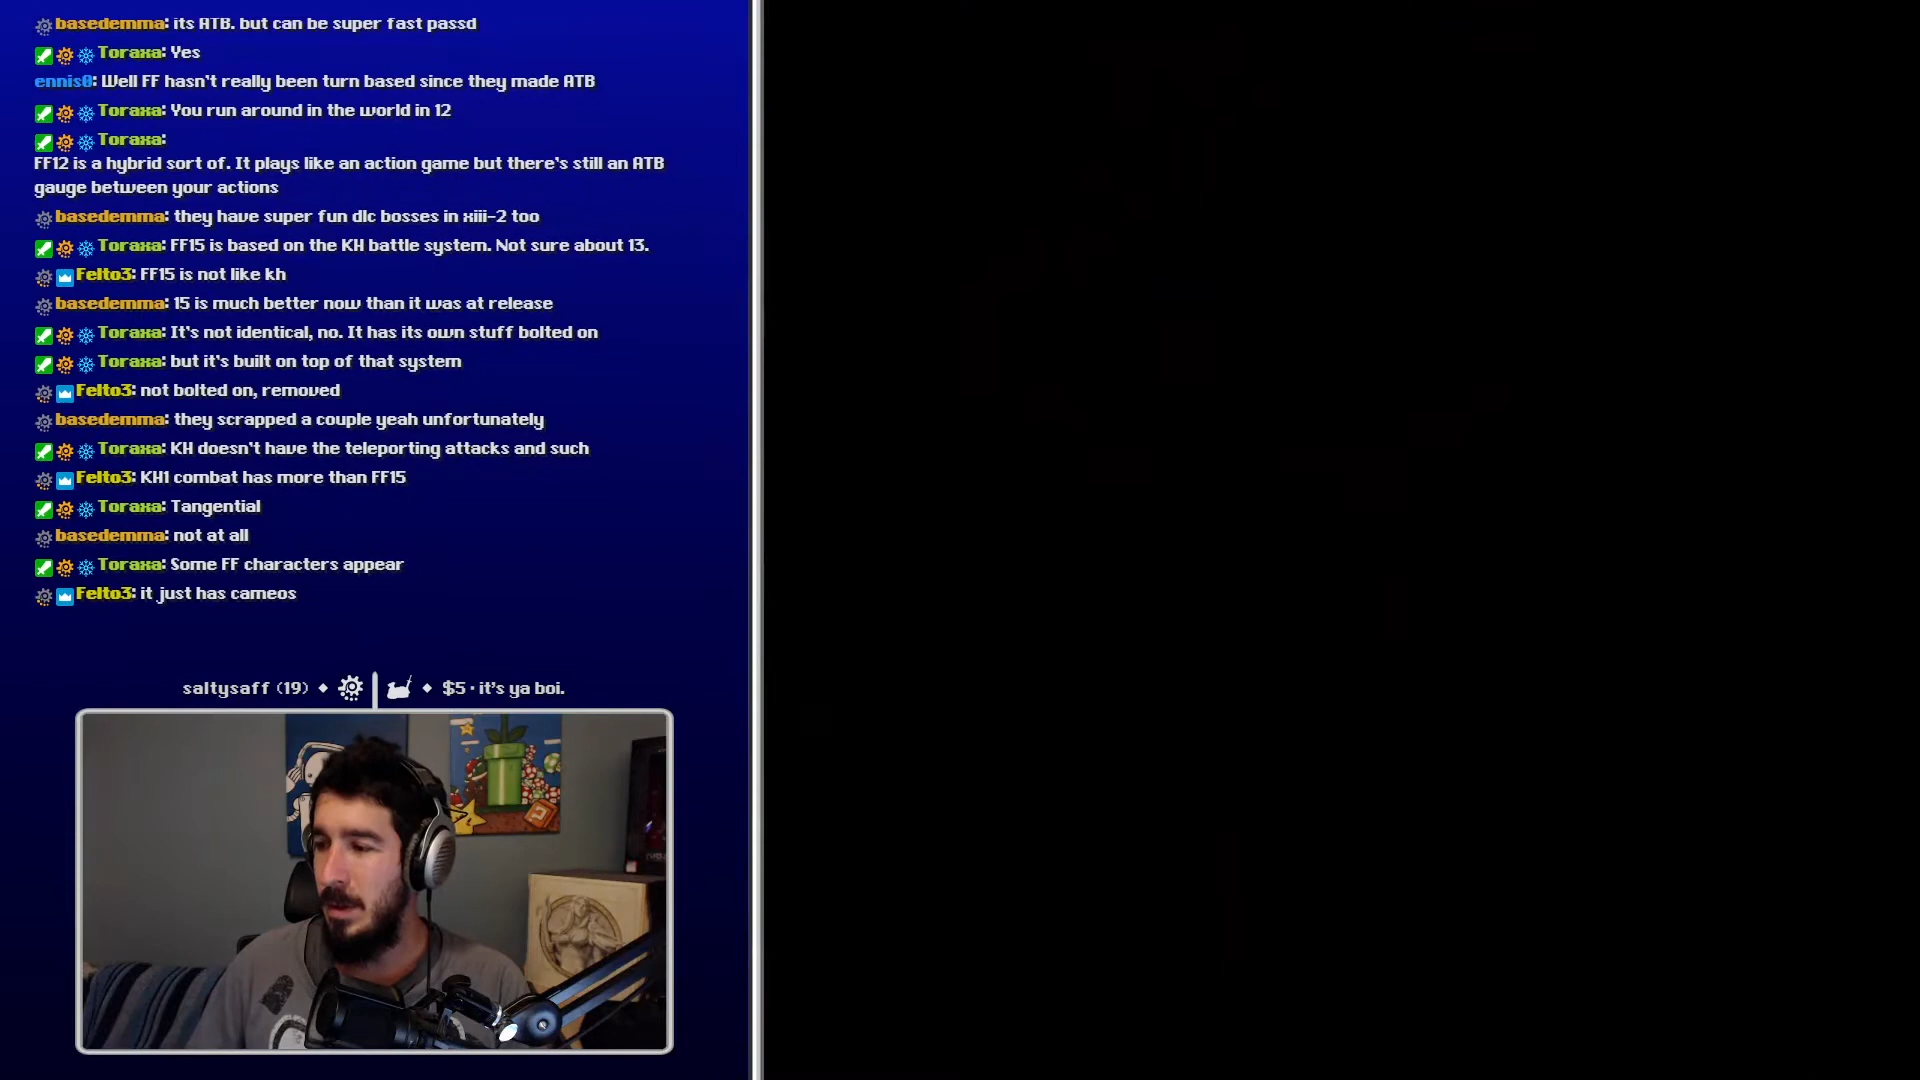 basedemma: its ATB. but can be super fast passd
Toraxa: Yes
ennis0: Well FF hasn't really been turn based since they made ATB
Toraxa: You run around in the world in 12
Toraxa:
FF12 is a hybrid sort of. It plays like an action game but there's still an ATB
gauge between your actions
basedemma: they have super fun dlc bosses in xiii-2 too
Toraxa: FF15 is based on the KH battle system. Not sure about 13.
Felto3: FF15 is not like kh
basedemma: 15 is much better now than it was at release
Toraxa: It's not identical, no. It has its own stuff bolted on
Toraxa: but it's built on top of that system
Felto3: not bolted on, removed
basedemma: they scrapped a couple yeah unfortunately
Toraxa: KH doesn't have the teleporting attacks and such
Felto3: KH1 combat has more than FF15
Toraxa: Tangential
basedemma: not at all
Toraxa: Some FF characters appear
Felto3: it just has cameos
saltysaff (19) ◆ ◆ $5 · it's ya boi.